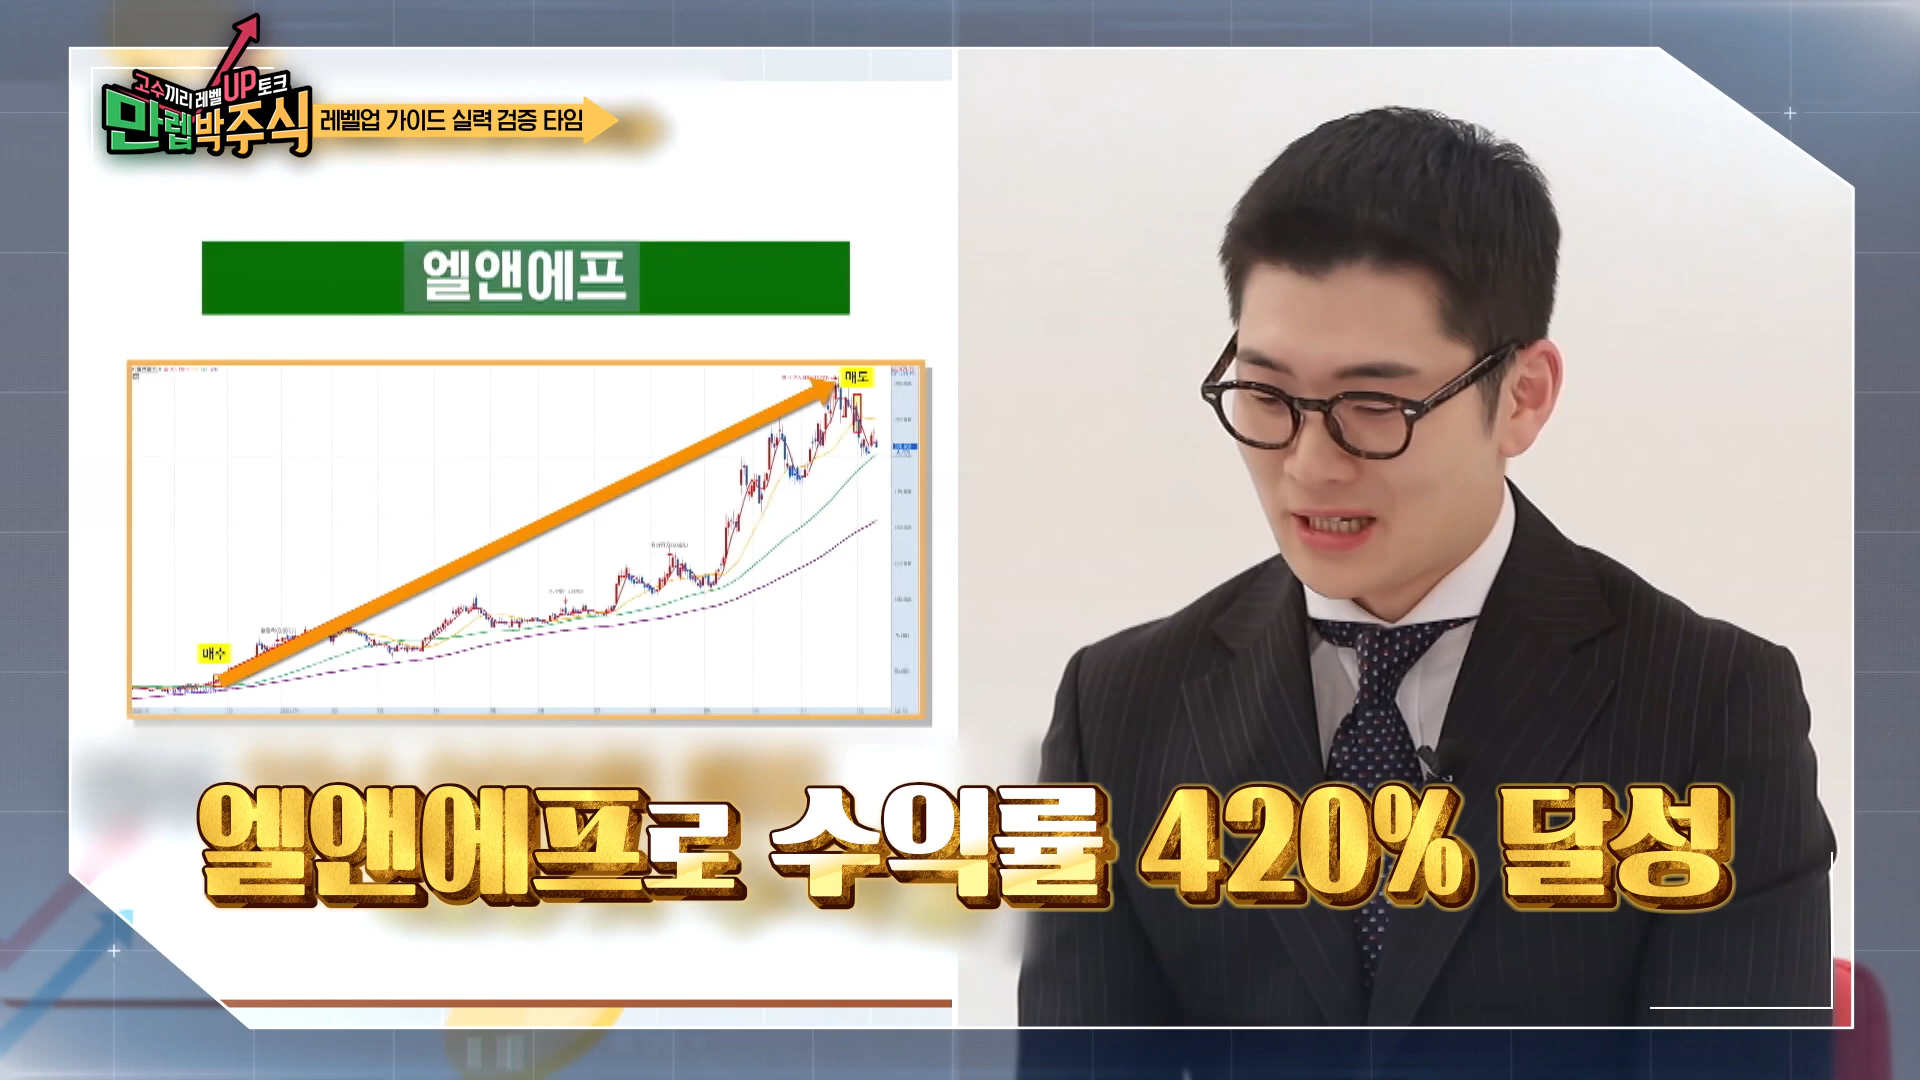 고수끼리 레벨UP토크
만렙박주식
레벨업 가이드 실력 검증 타임
엘앤에프
매도
매수
엘앤에프로 수익률 420% 달성